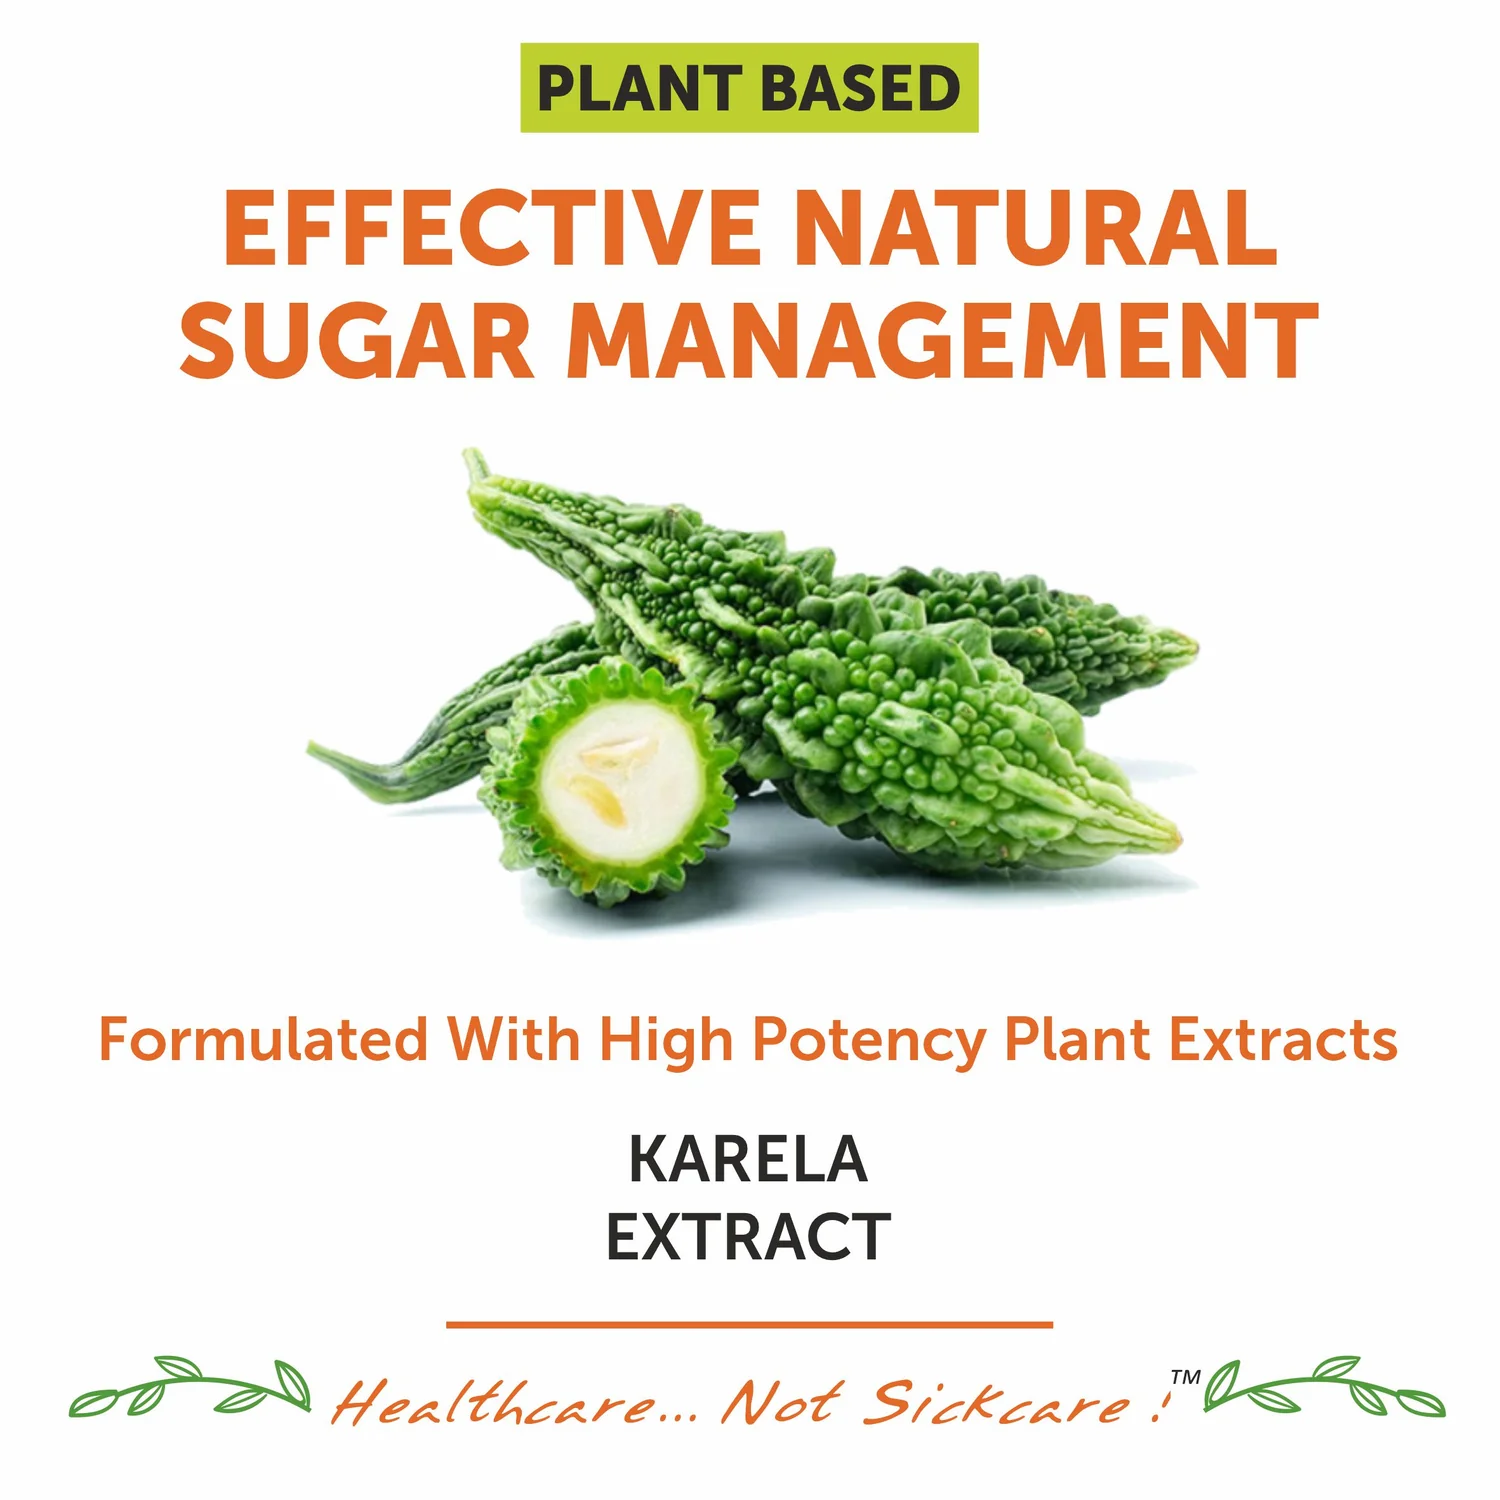 PLANT BASED
EFFECTIVE NATURAL
SUGAR MANAGEMENT
Formulated With High Potency Plant Extracts
KARELA
EXTRACT
Healthcare... Not Sickcare !™